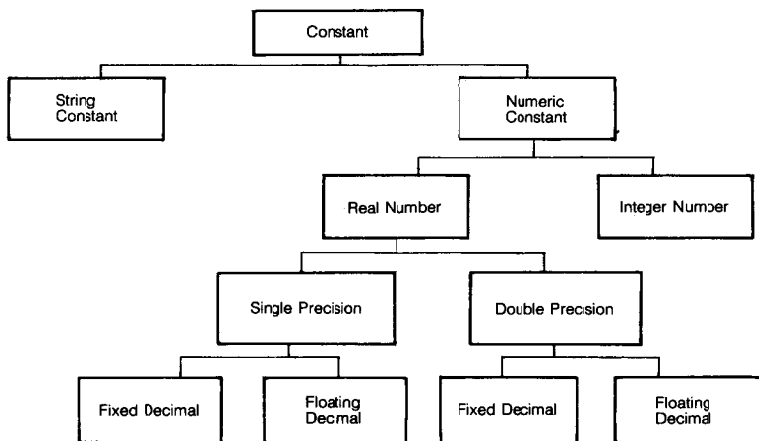 Constant
String
Constant
Numeric
Constant
Real Number
Integer Number
Single Precision
Double Precision
Fixed Decimal
Floating
Decimal
Fixed Decimal
Floating
Decimal